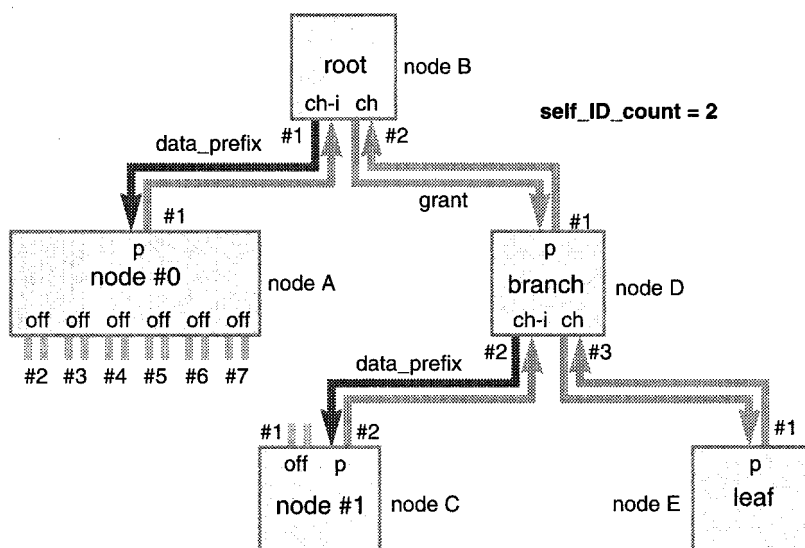 root
node B
ch-i ch
self_ID_count = 2
#1
#2
data_prefix
grant
#1
#1
p
node #0
node A
off off off off off off
#2 #3 #4 #5 #6 #7
p
branch
node D
ch-i ch
#2
#3
data_prefix
#1
#2
#1
off p
node #1
node C
p
leaf
node E